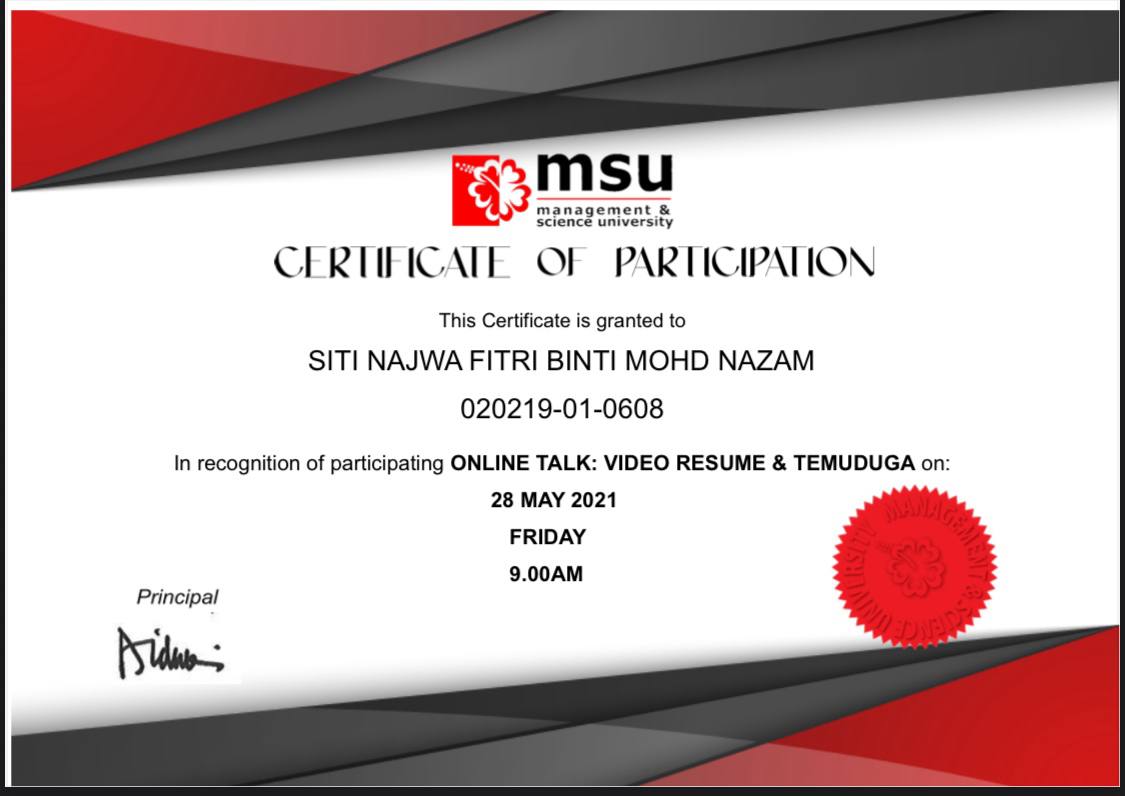 msu
management &
science university
CERTIFICATE OF PARTICIPATION
This Certificate is granted to
SITI NAJWA FITRI BINTI MOHD NAZAM
020219-01-0608
In recognition of participating ONLINE TALK: VIDEO RESUME & TEMUDUGA on:
28 MAY 2021
FRIDAY
9.00AM
Principal
MANAGEMENT & SCIENCE UNIVERSITY